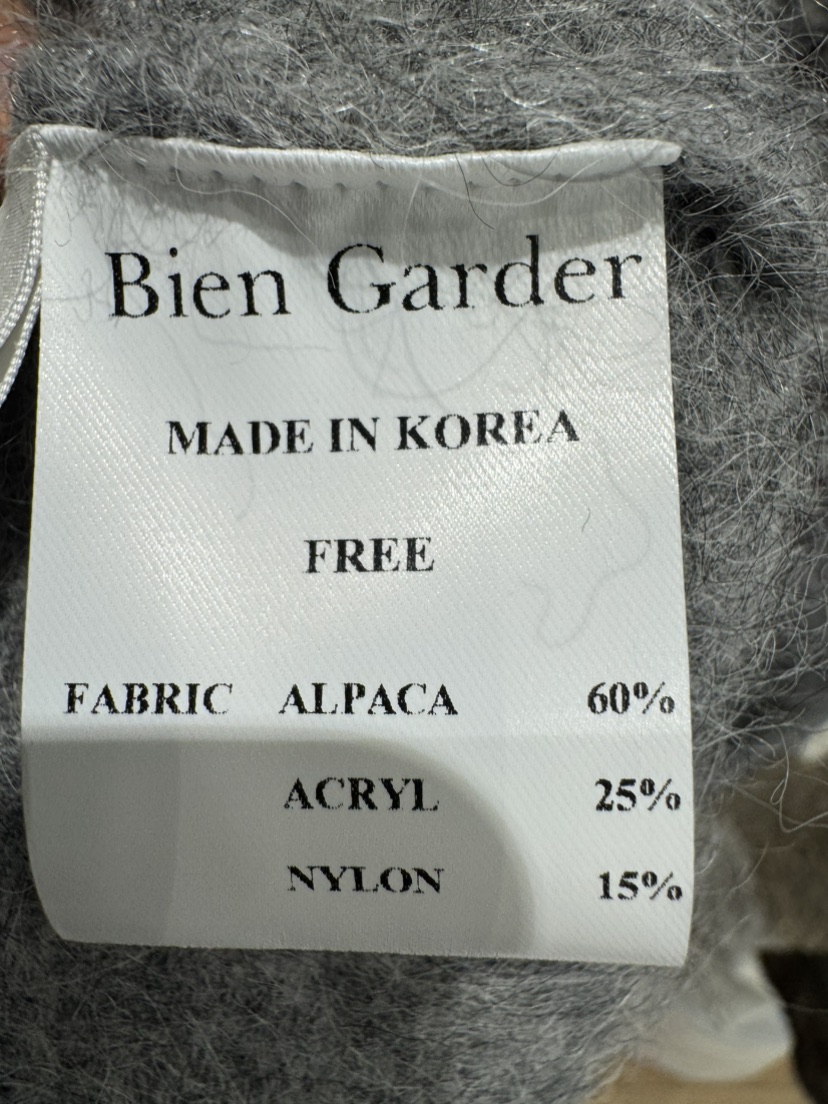 Bien Garder
MADE IN KOREA
FREE
FABRIC ALPACA 60%
ACRYL 25%
NYLON 15%